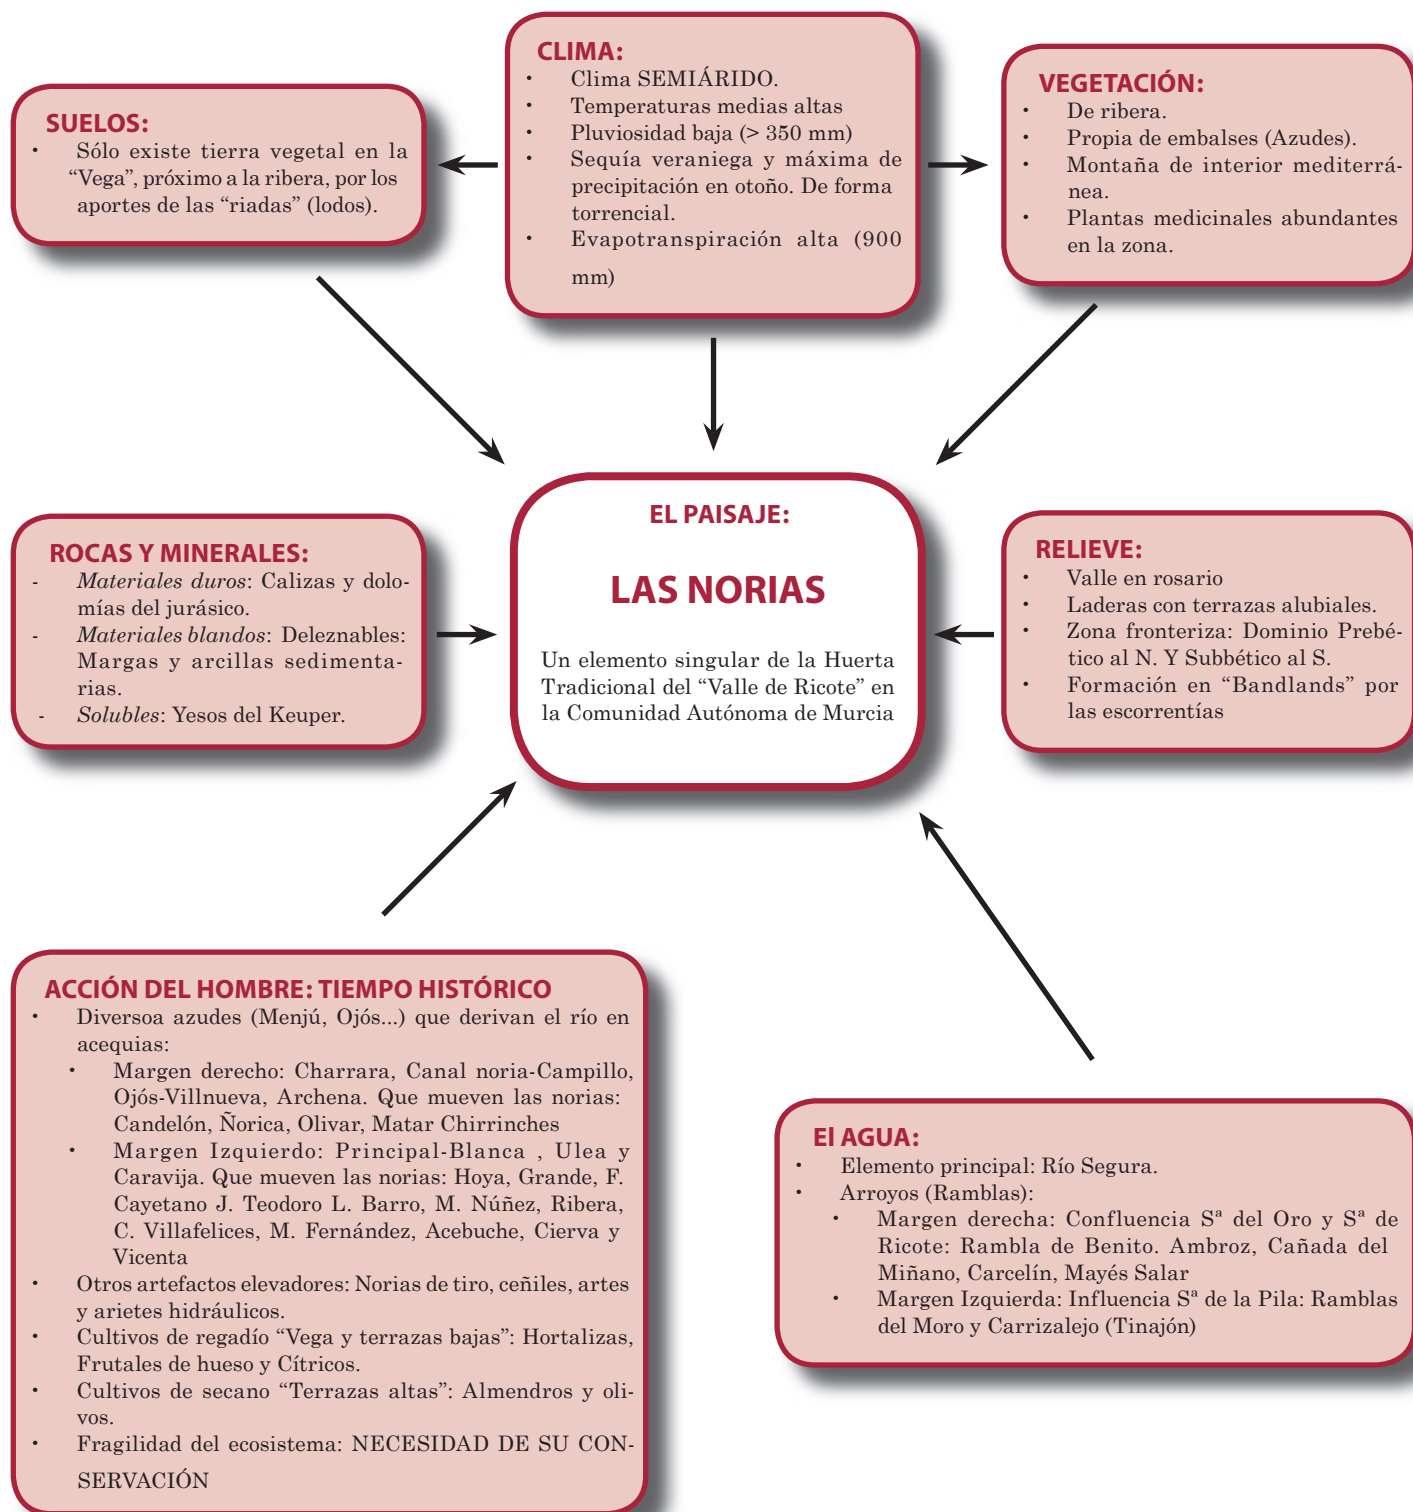 CLIMA:
• Clima SEMIÁRIDO.
• Temperaturas medias altas
• Pluviosidad baja (> 350 mm)
• Sequía veraniega y máxima de
precipitación en otoño. De forma
torrencial.
• Evapotranspiración alta (900
mm)
SUELOS:
• Sólo existe tierra vegetal en la
“Vega”, próximo a la ribera, por los
aportes de las “riadas” (lodos).
VEGETACIÓN:
• De ribera.
• Propia de embalses (Azudes).
• Montaña de interior mediterrá-
nea.
• Plantas medicinales abundantes
en la zona.
ROCAS Y MINERALES:
- Materiales duros: Calizas y dolo-
mías del jurásico.
- Materiales blandos: Deleznables:
Margas y arcillas sedimenta-
rias.
- Solubles: Yesos del Keuper.
EL PAISAJE:
LAS NORIAS
Un elemento singular de la Huerta
Tradicional del “Valle de Ricote” en
la Comunidad Autónoma de Murcia
RELIEVE:
• Valle en rosario
• Laderas con terrazas alubiales.
• Zona fronteriza: Dominio Prebé-
tico al N. Y Subbético al S.
• Formación en “Bandlands” por
las escorrentías
ACCIÓN DEL HOMBRE: TIEMPO HISTÓRICO
• Diversoa azudes (Menjú, Ojós...) que derivan el río en
acequias:
• Margen derecho: Charrara, Canal noria-Campillo,
Ojós-Villnueva, Archena. Que mueven las norias:
Candelón, Ñorica, Olivar, Matar Chirrinches
• Margen Izquierdo: Principal-Blanca , Ulea y
Caravija. Que mueven las norias: Hoya, Grande, F.
Cayetano J. Teodoro L. Barro, M. Núñez, Ribera,
C. Villafelices, M. Fernández, Acebuche, Cierva y
Vicenta
• Otros artefactos elevadores: Norias de tiro, ceñiles, artes
y arietes hidráulicos.
• Cultivos de regadío “Vega y terrazas bajas”: Hortalizas,
Frutales de hueso y Cítricos.
• Cultivos de secano “Terrazas altas”: Almendros y oli-
vos.
• Fragilidad del ecosistema: NECESIDAD DE SU CON-
SERVACIÓN
El AGUA:
• Elemento principal: Río Segura.
• Arroyos (Ramblas):
• Margen derecha: Confluencia Sª del Oro y Sª de
Ricote: Rambla de Benito. Ambroz, Cañada del
Miñano, Carcelín, Mayés Salar
• Margen Izquierda: Influencia Sª de la Pila: Ramblas
del Moro y Carrizalejo (Tinajón)